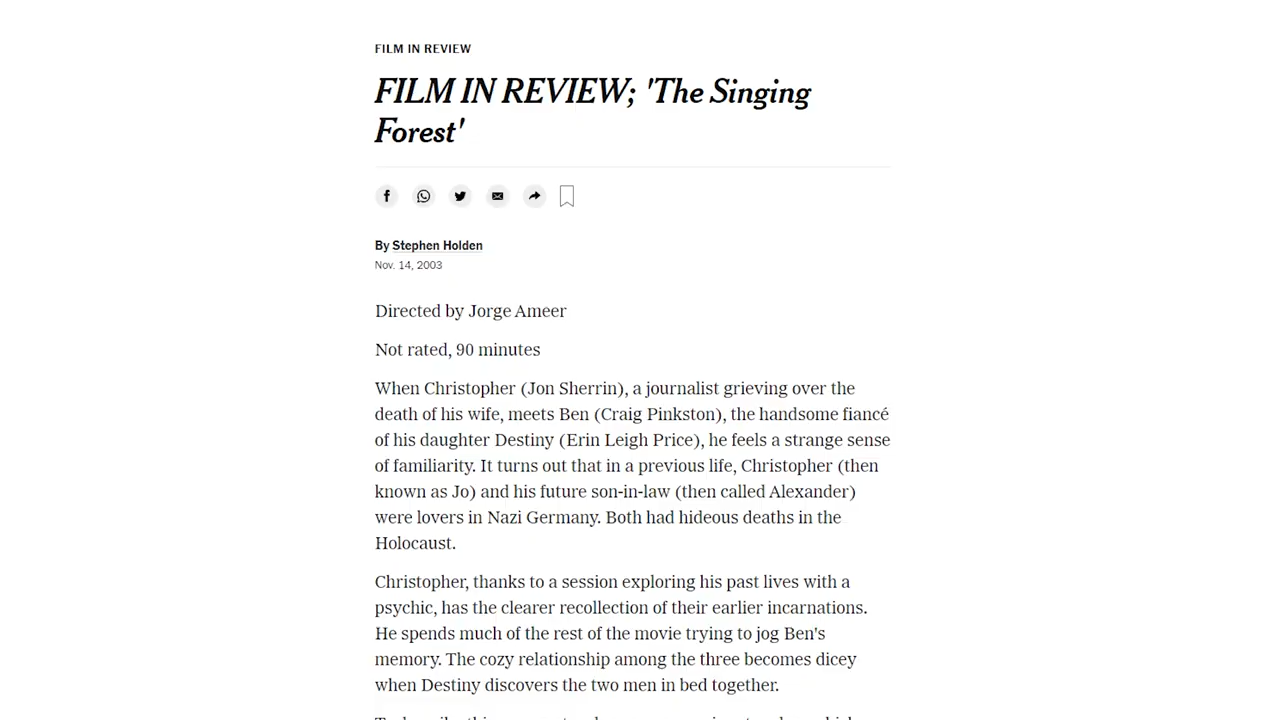 FILM IN REVIEW
FILM IN REVIEW; 'The Singing
Forest'
By Stephen Holden
Nov. 14, 2003
Directed by Jorge Ameer
Not rated, 90 minutes
When Christopher (Jon Sherrin), a journalist grieving over the
death of his wife, meets Ben (Craig Pinkston), the handsome fiancé
of his daughter Destiny (Erin Leigh Price), he feels a strange sense
of familiarity. It turns out that in a previous life, Christopher (then
known as Jo) and his future son-in-law (then called Alexander)
were lovers in Nazi Germany. Both had hideous deaths in the
Holocaust.
Christopher, thanks to a session exploring his past lives with a
psychic, has the clearer recollection of their earlier incarnations.
He spends much of the rest of the movie trying to jog Ben's
memory. The cozy relationship among the three becomes dicey
when Destiny discovers the two men in bed together.